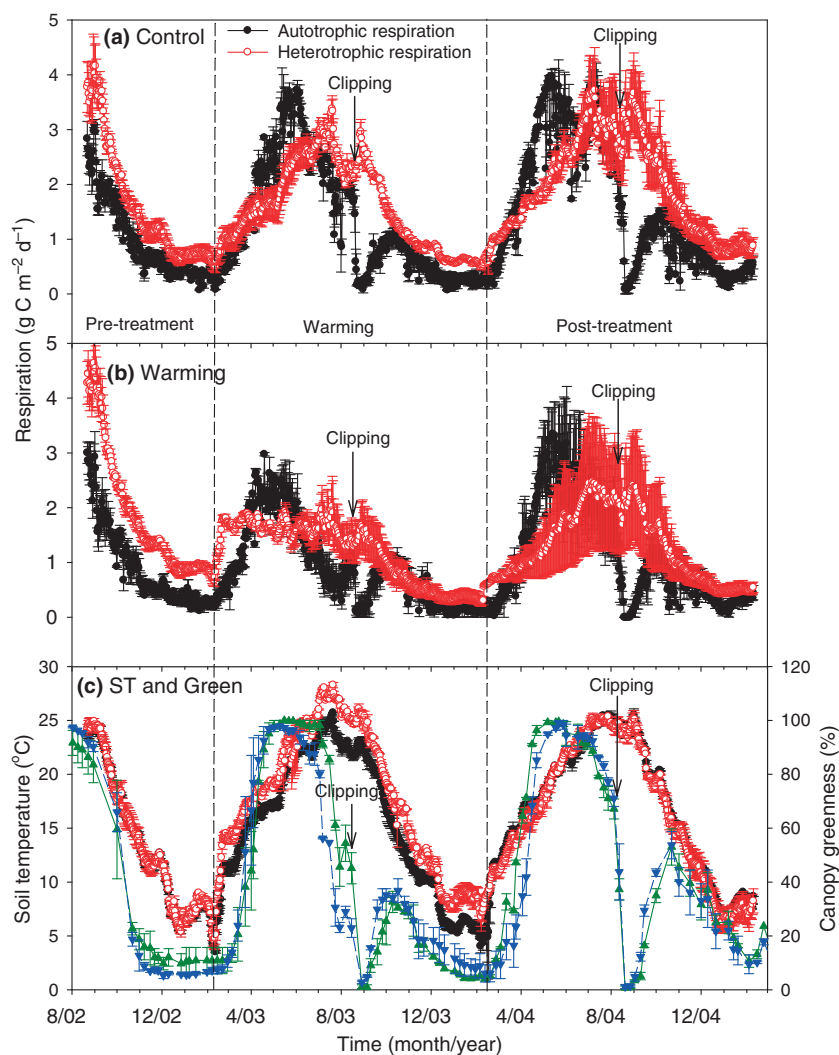 (a) Control
Autotrophic respiration
Heterotrophic respiration
Clipping
Clipping
5
4
3
2
1
0
Pre-treatment
Warming
Post-treatment
Respiration (g C m⁻² d⁻¹)
(b) Warming
Clipping
Clipping
5
4
3
2
1
0
(c) ST and Green
Clipping
Clipping
30
25
20
15
10
5
0
Soil temperature (⁰C)
120
100
80
60
40
20
0
Canopy greenness (%)
8/02
12/02
4/03
8/03
12/03
4/04
8/04
12/04
Time (month/year)